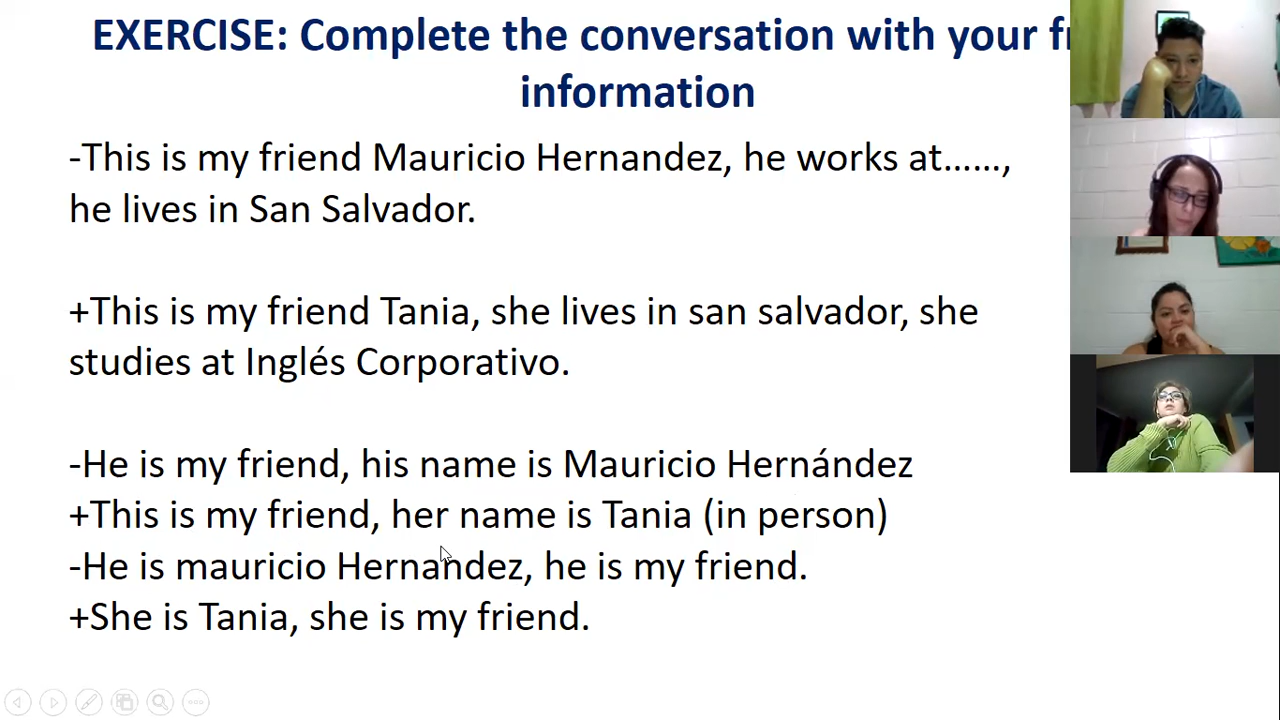 EXERCISE: Complete the conversation with your
information
-This is my friend Mauricio Hernandez, he works at......,
he lives in San Salvador.
+This is my friend Tania, she lives in san salvador, she
studies at Inglés Corporativo.
-He is my friend, his name is Mauricio Hernández
+This is my friend, her name is Tania (in person)
-He is mauricio Hernandez, he is my friend.
+She is Tania, she is my friend.